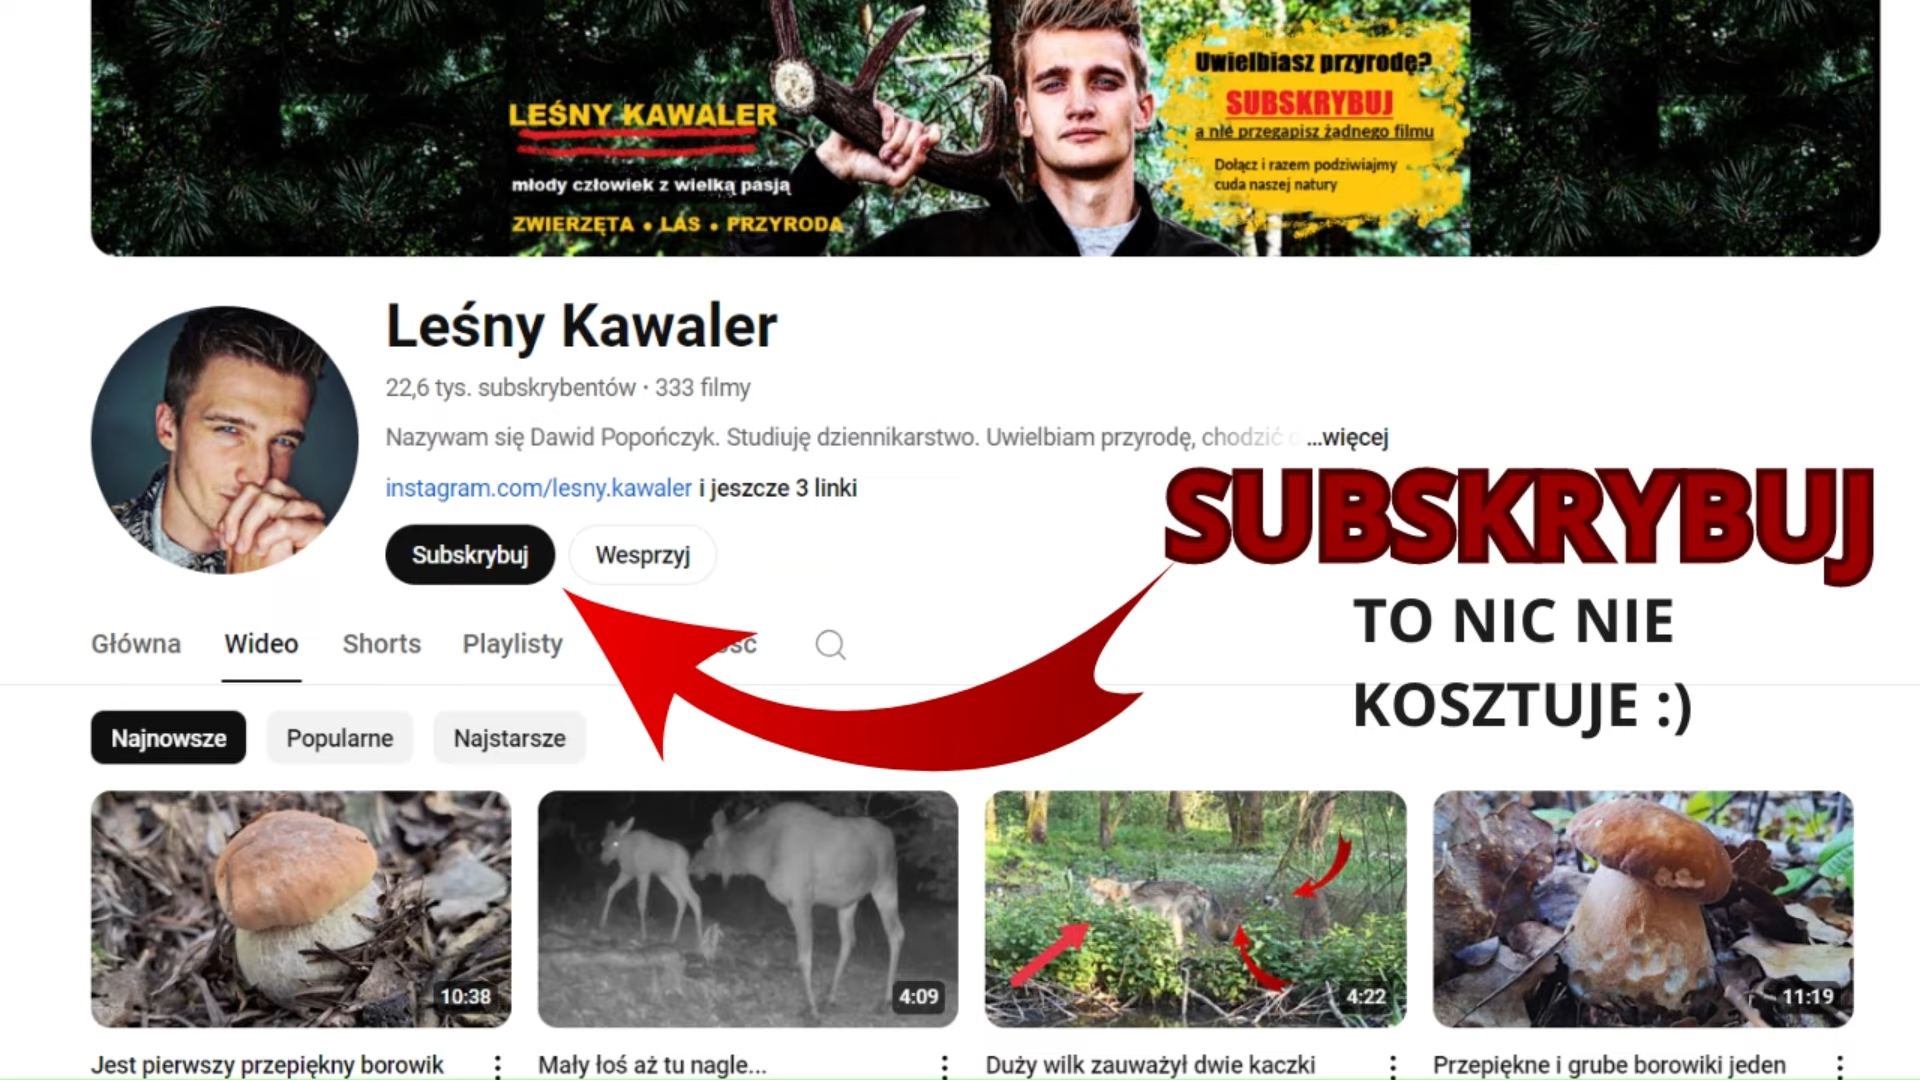 LEŚNY KAWALER
młody człowiek z wielką pasją
ZWIERZĘTA • LAS • PRZYRODA
Uwielbiasz przyrodę?
SUBSKRYBUJ
a nie przegapisz żadnego filmu
Dołącz i razem podziwiajmy
cuda naszej natury
Leśny Kawaler
22,6 tys. subskrybentów • 333 filmy
Nazywam się Dawid Popończyk. Studiuję dziennikarstwo. Uwielbiam przyrodę, chodzić ...więcej
instagram.com/lesny.kawaler i jeszcze 3 linki
Subskrybuj Wesprzyj
SUBSKRYBUJ
TO NIC NIE
KOSZTUJE :)
Główna Wideo Shorts Playlisty
Najnowsze Popularne Najstarsze
10:38 4:09 4:22 11:19
Jest pierwszy przepiękny borowik Mały łoś aż tu nagle... Duży wilk zauważył dwie kaczki Przepiękne i grube borowiki jeden